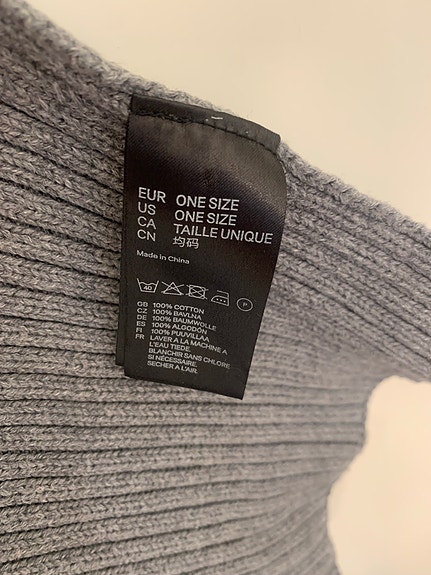 EUR ONE SIZE
US ONE SIZE
CA TAILLE UNIQUE
CN 均码
Made in China
40 P
GB 100% COTTON
CZ 100% BAVLNA
DE 100% BAUMWOLLE
ES 100% ALGODÓN
FI 100% PUUVILLAA
FR LAVER A LA MACHINE A
L'EAU TIEDE.
BLANCHIR SANS CHLORE
SI NÉCESSAIRE.
SECHER A L'AIR.